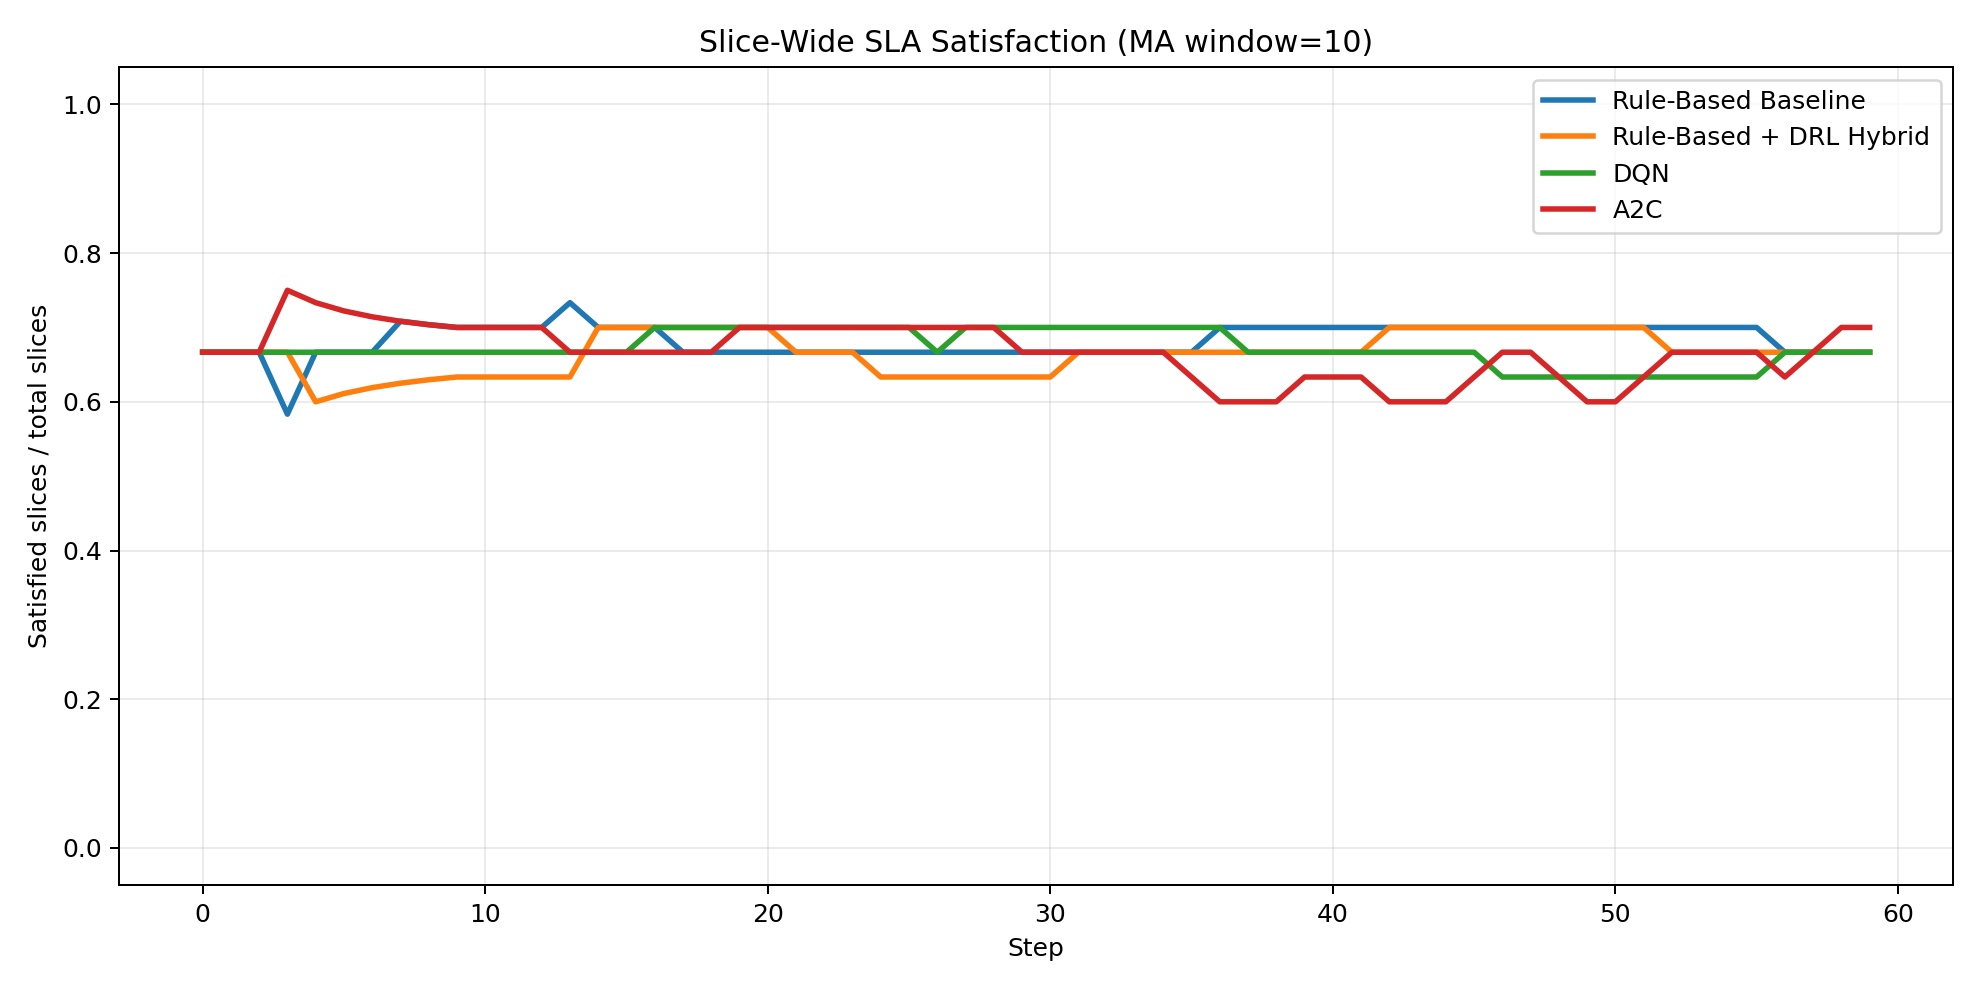 Slice-Wide SLA Satisfaction (MA window=10)
Satisfied slices / total slices
1.0
0.8
0.6
0.4
0.2
0.0
Rule-Based Baseline
Rule-Based + DRL Hybrid
DQN
A2C
0 10 20 30 40 50 60
Step